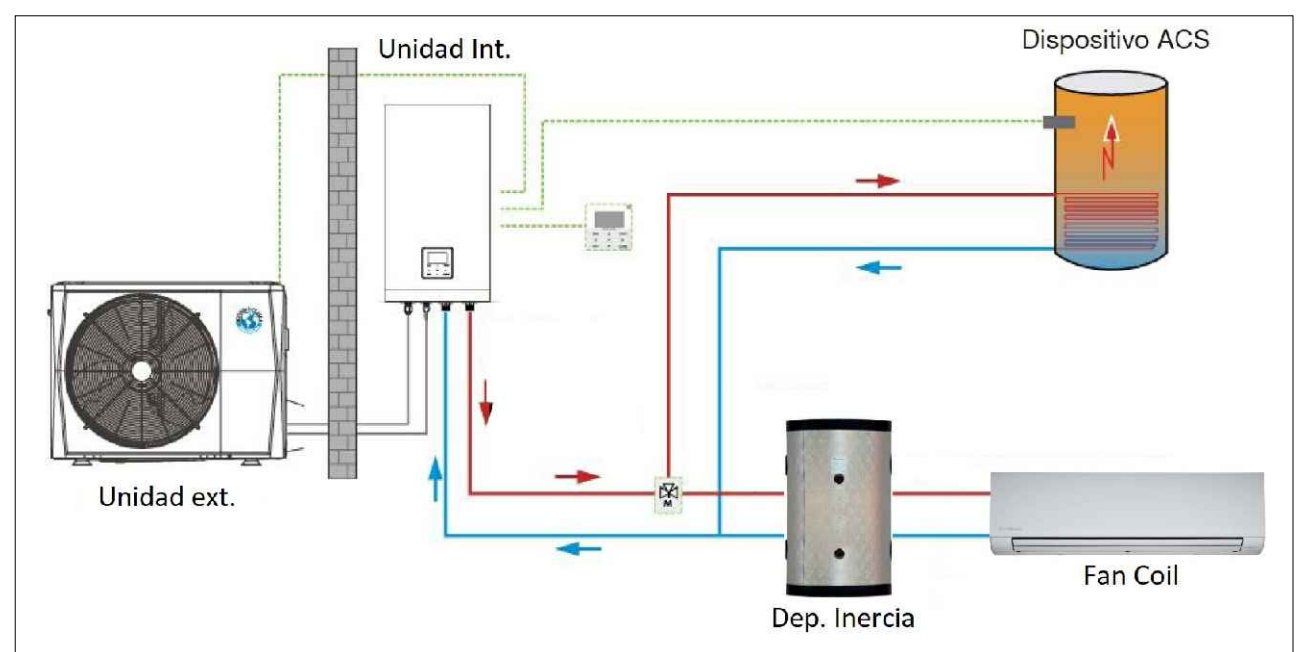 Unidad Int.
Dispositivo ACS
Unidad ext.
M
Fan Coil
Dep. Inercia